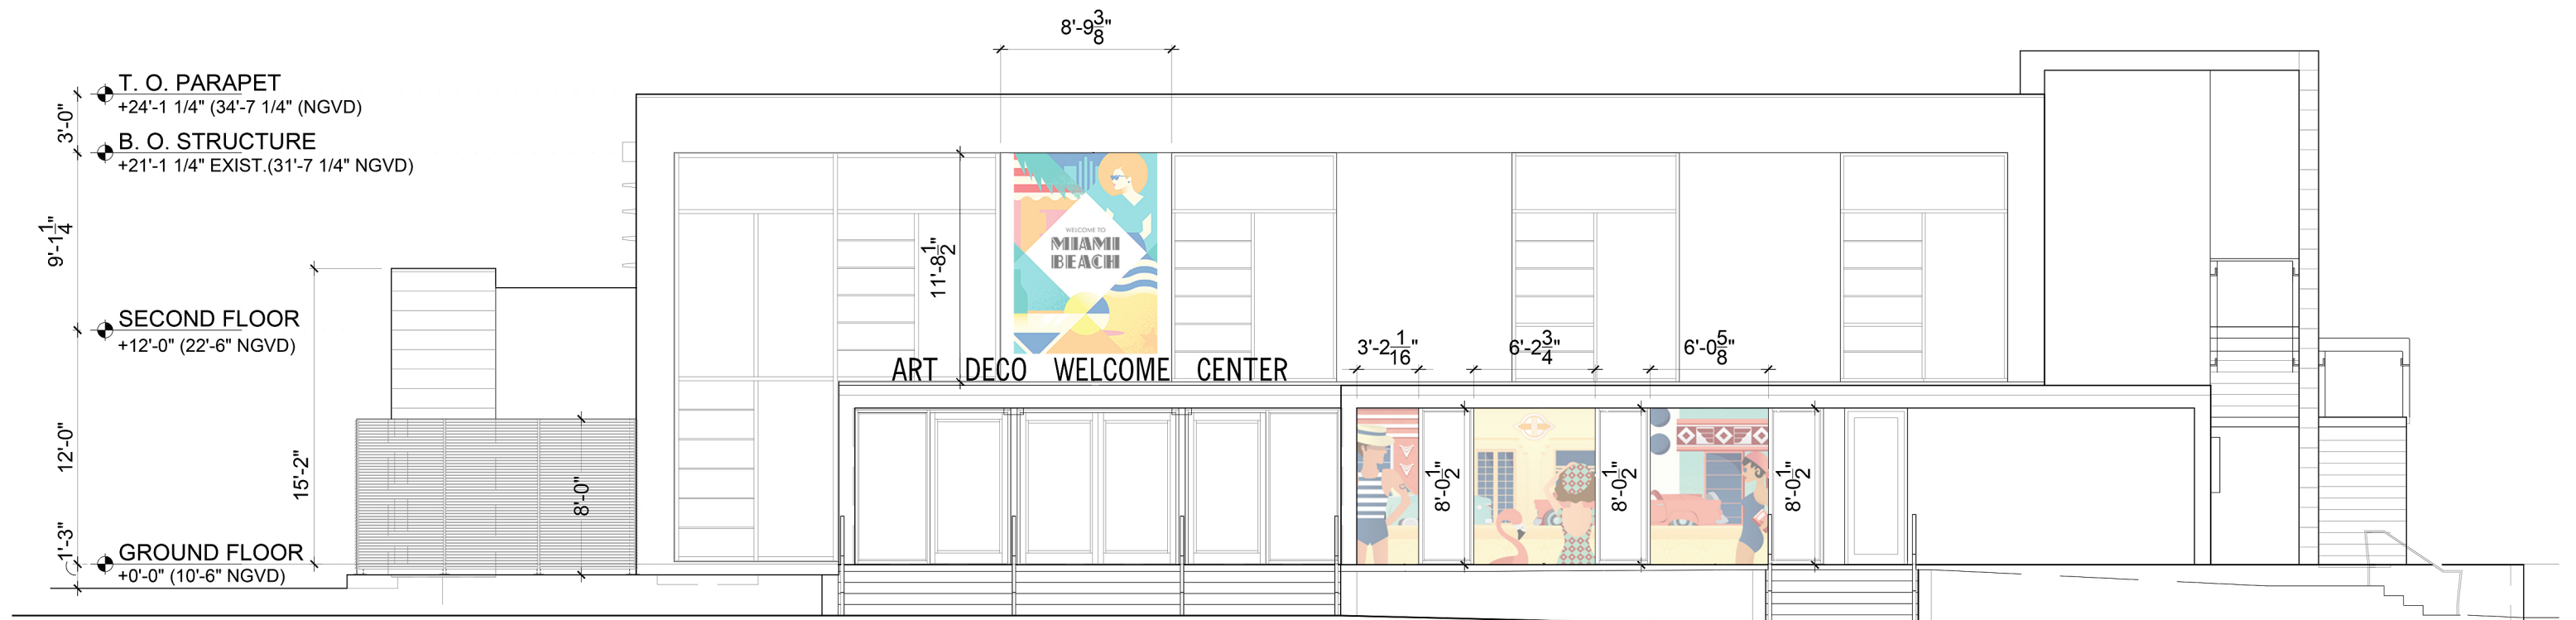 8'-9 3/8"
T. O. PARAPET
+24'-1 1/4" (34'-7 1/4" (NGVD)
3'-0"
B. O. STRUCTURE
+21'-1 1/4" EXIST.(31'-7 1/4" NGVD)
9'-1 1/4"
WELCOME TO
MIAMI
BEACH
11'-8 1/2"
SECOND FLOOR
+12'-0" (22'-6" NGVD)
ART DECO WELCOME CENTER
3'-2 1/16"
6'-2 3/4"
6'-0 5/8"
12'-0"
15'-2"
8'-0"
8'-0 1/2"
8'-0 1/2"
8'-0 1/2"
1'-3"
GROUND FLOOR
+0'-0" (10'-6" NGVD)